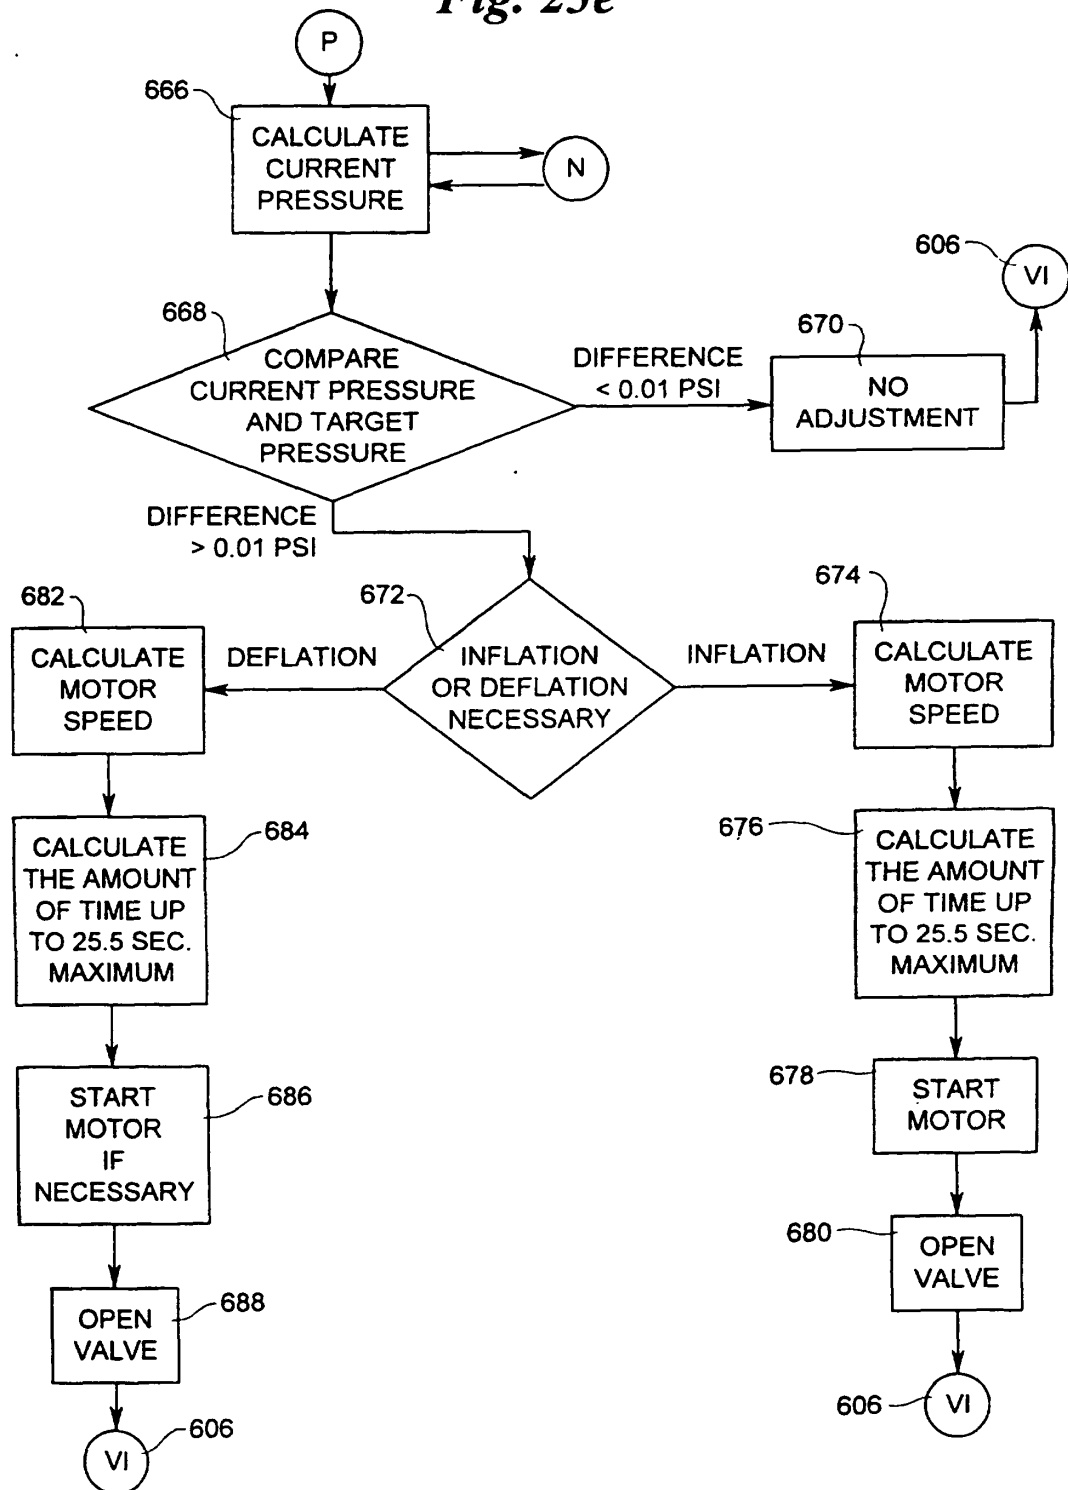 Fig. 23e
P
666
CALCULATE
CURRENT
PRESSURE
N
606
VI
668
COMPARE
CURRENT PRESSURE
AND TARGET
PRESSURE
DIFFERENCE
< 0.01 PSI
670
NO
ADJUSTMENT
DIFFERENCE
> 0.01 PSI
672
INFLATION
OR DEFLATION
NECESSARY
DEFLATION
INFLATION
682
CALCULATE
MOTOR
SPEED
674
CALCULATE
MOTOR
SPEED
684
CALCULATE
THE AMOUNT
OF TIME UP
TO 25.5 SEC.
MAXIMUM
676
CALCULATE
THE AMOUNT
OF TIME UP
TO 25.5 SEC.
MAXIMUM
686
START
MOTOR
IF
NECESSARY
678
START
MOTOR
688
OPEN
VALVE
680
OPEN
VALVE
606
VI
606
VI